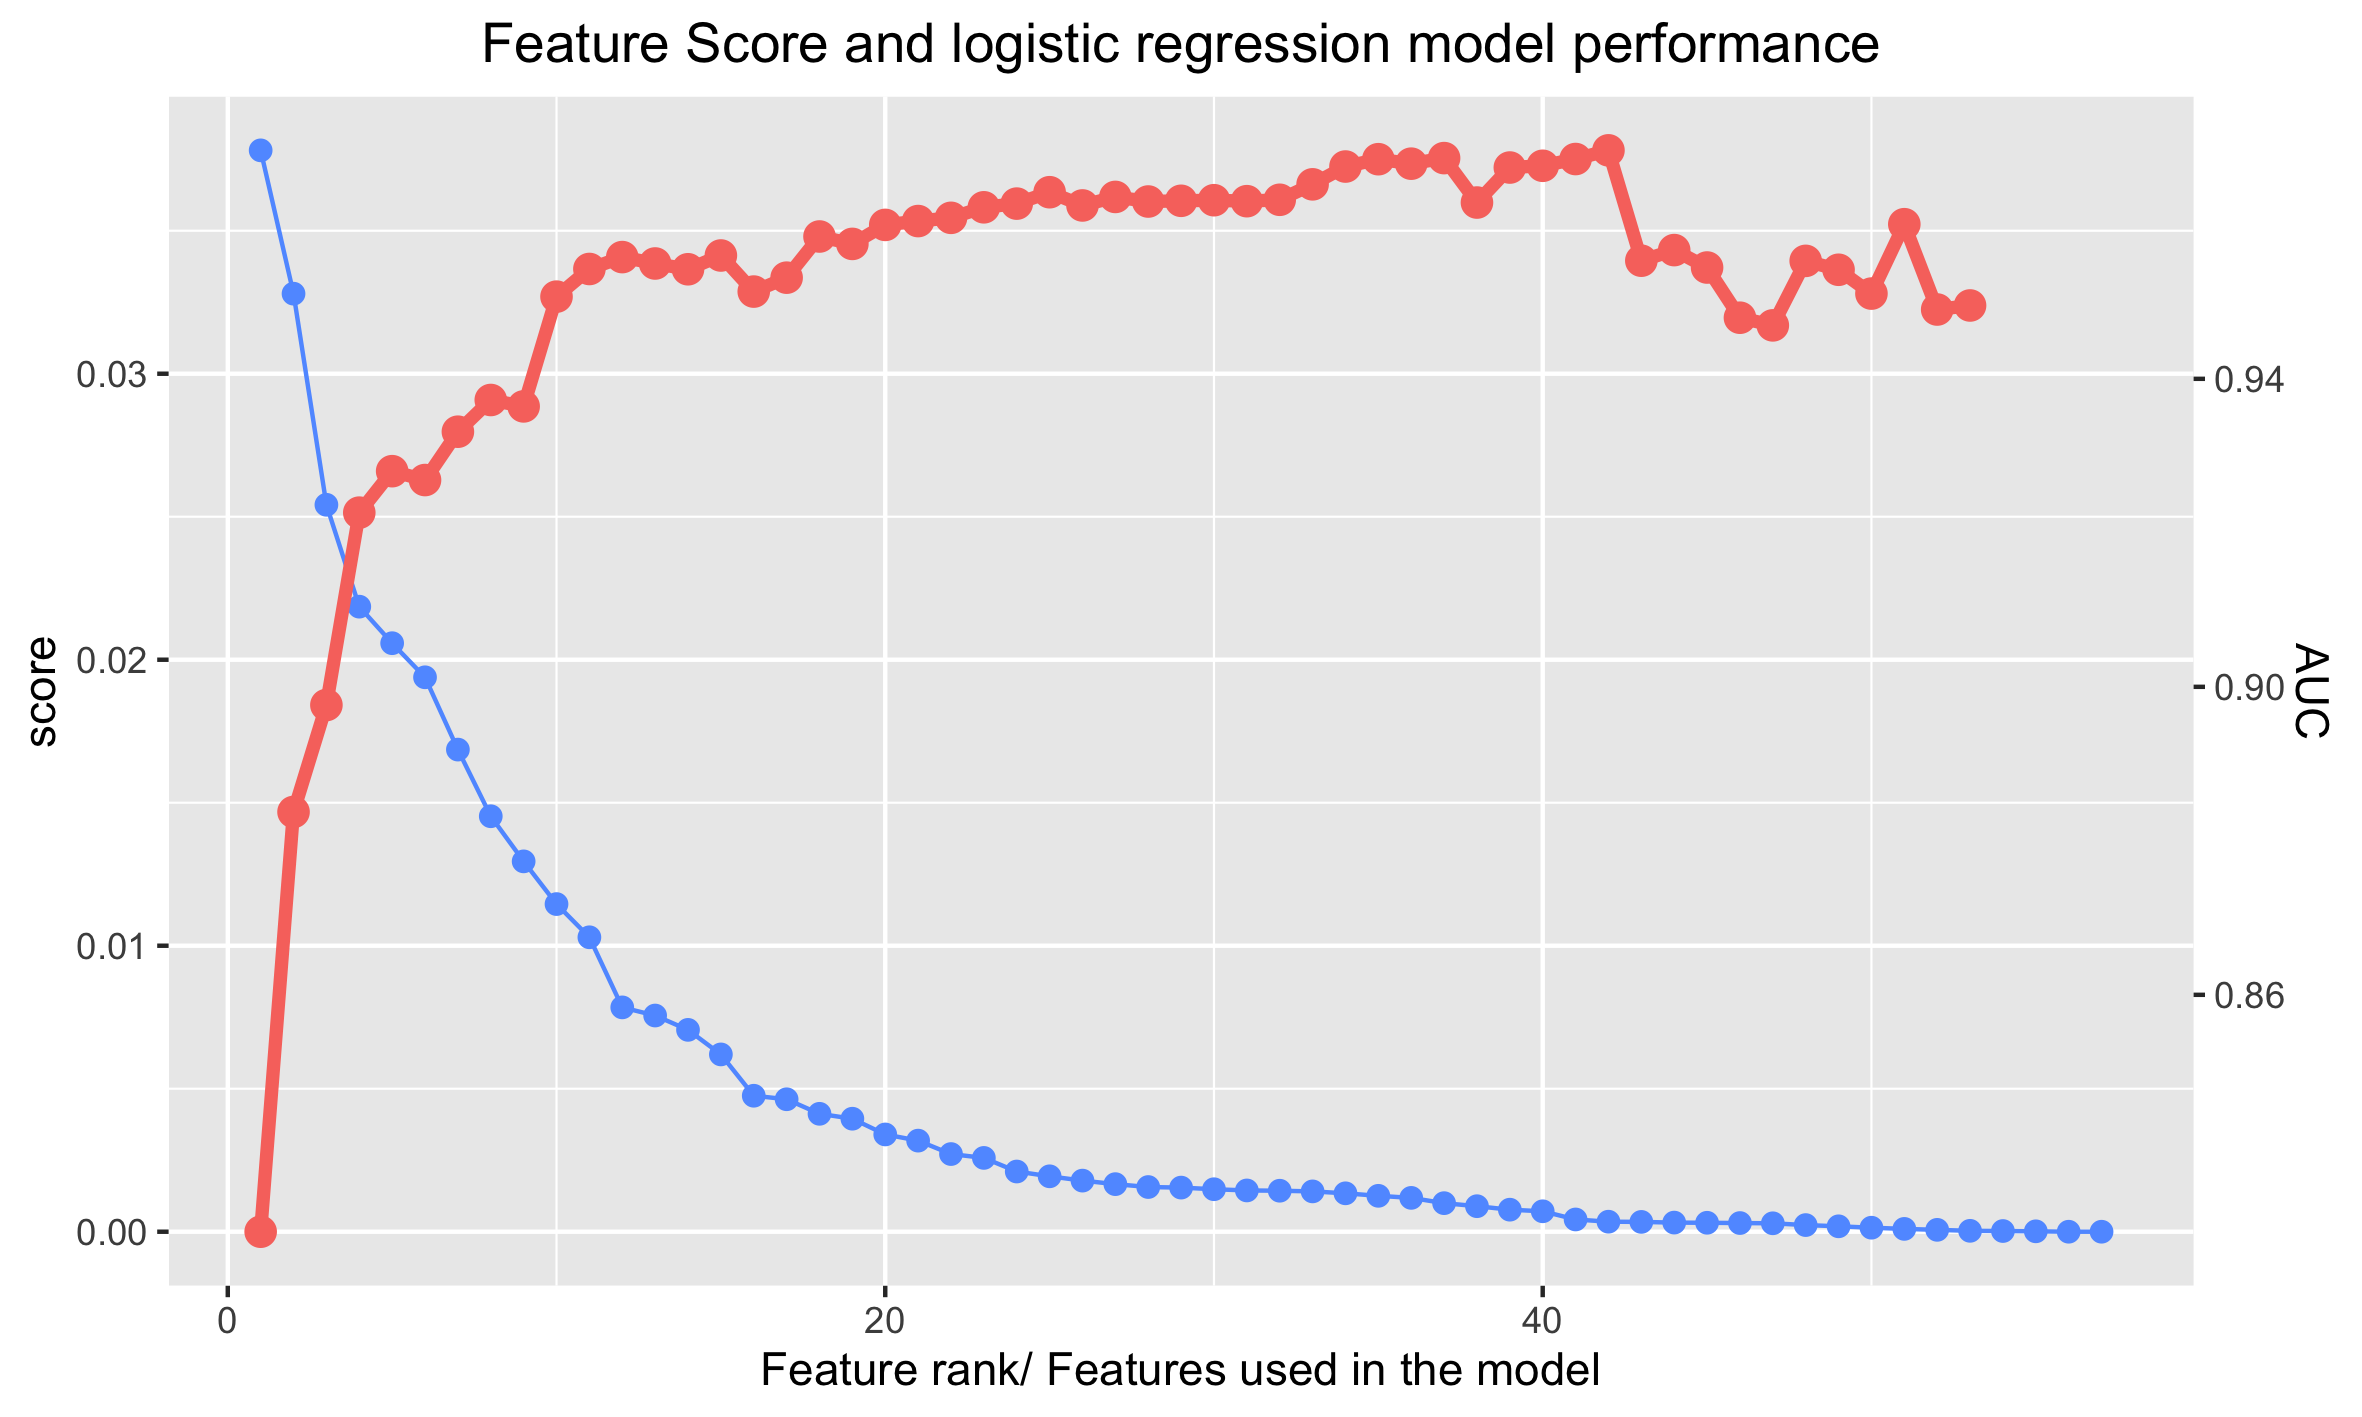 Feature Score and logistic regression model performance
score
0.03
0.02
0.01
0.00
0.94
0.90
0.86
AUC
0
20
40
Feature rank/ Features used in the model